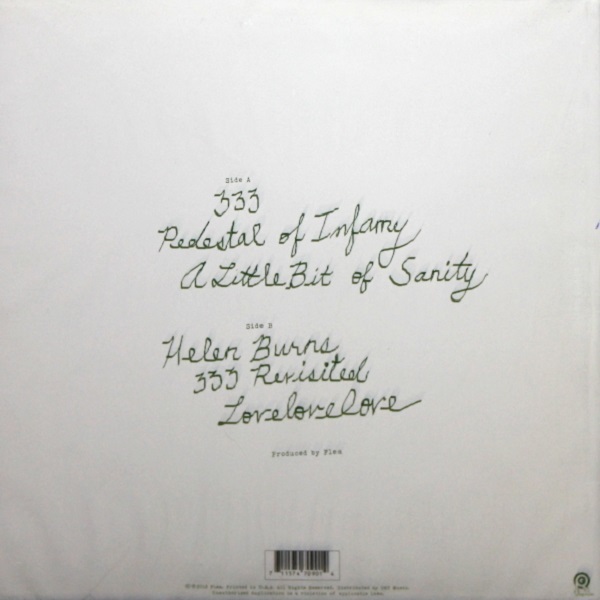 Side A
333
Pedestal of Infamy
A Little Bit of Sanity
Side B
Helen Burns
333 Revisited
Lovelovelove
Produced by Flea